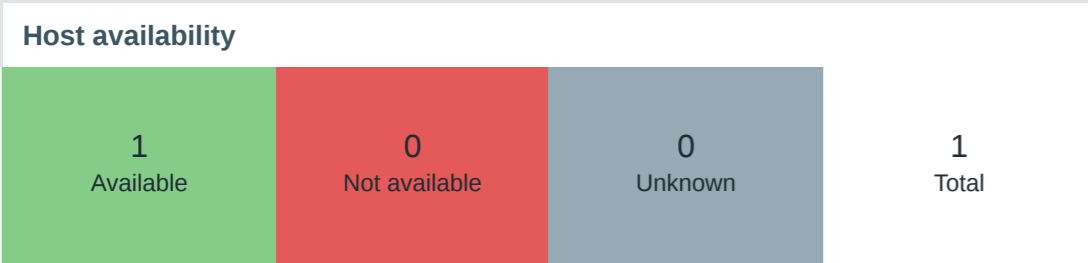 Host availability
1
Available
0
Not available
0
Unknown
1
Total